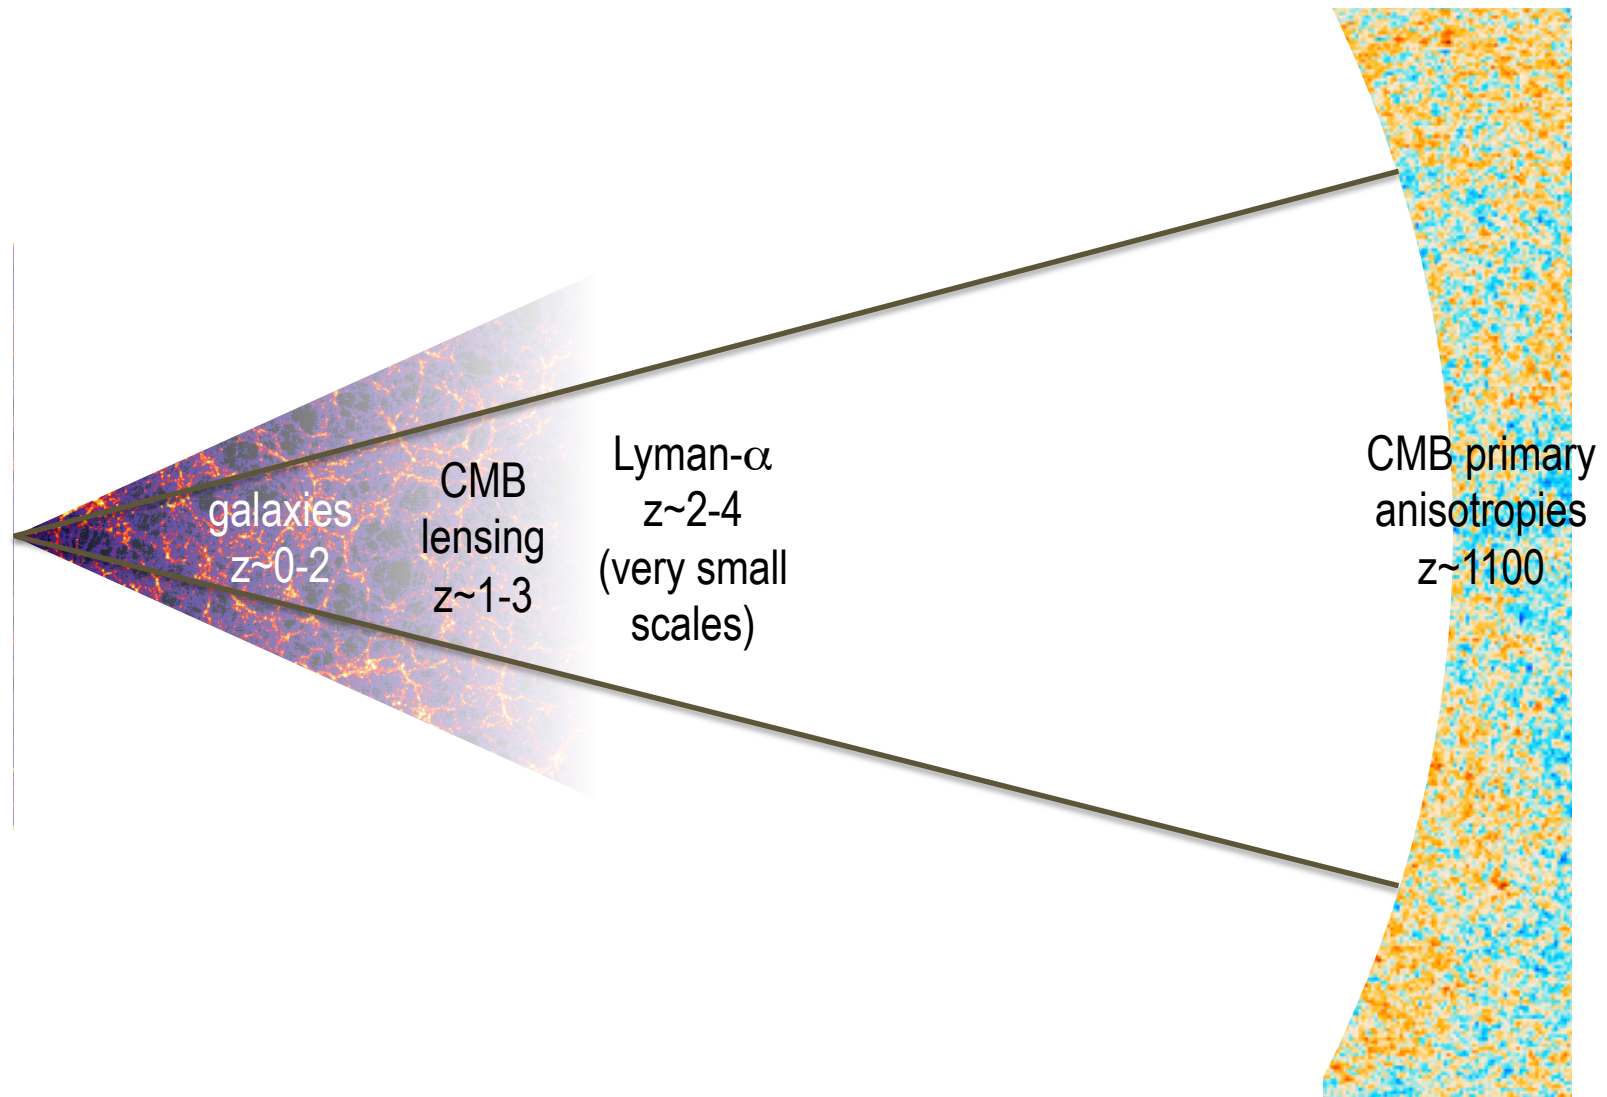 galaxies
z~0-2
CMB
lensing
z~1-3
Lyman-α
z~2-4
(very small
scales)
CMB primary
anisotropies
z~1100